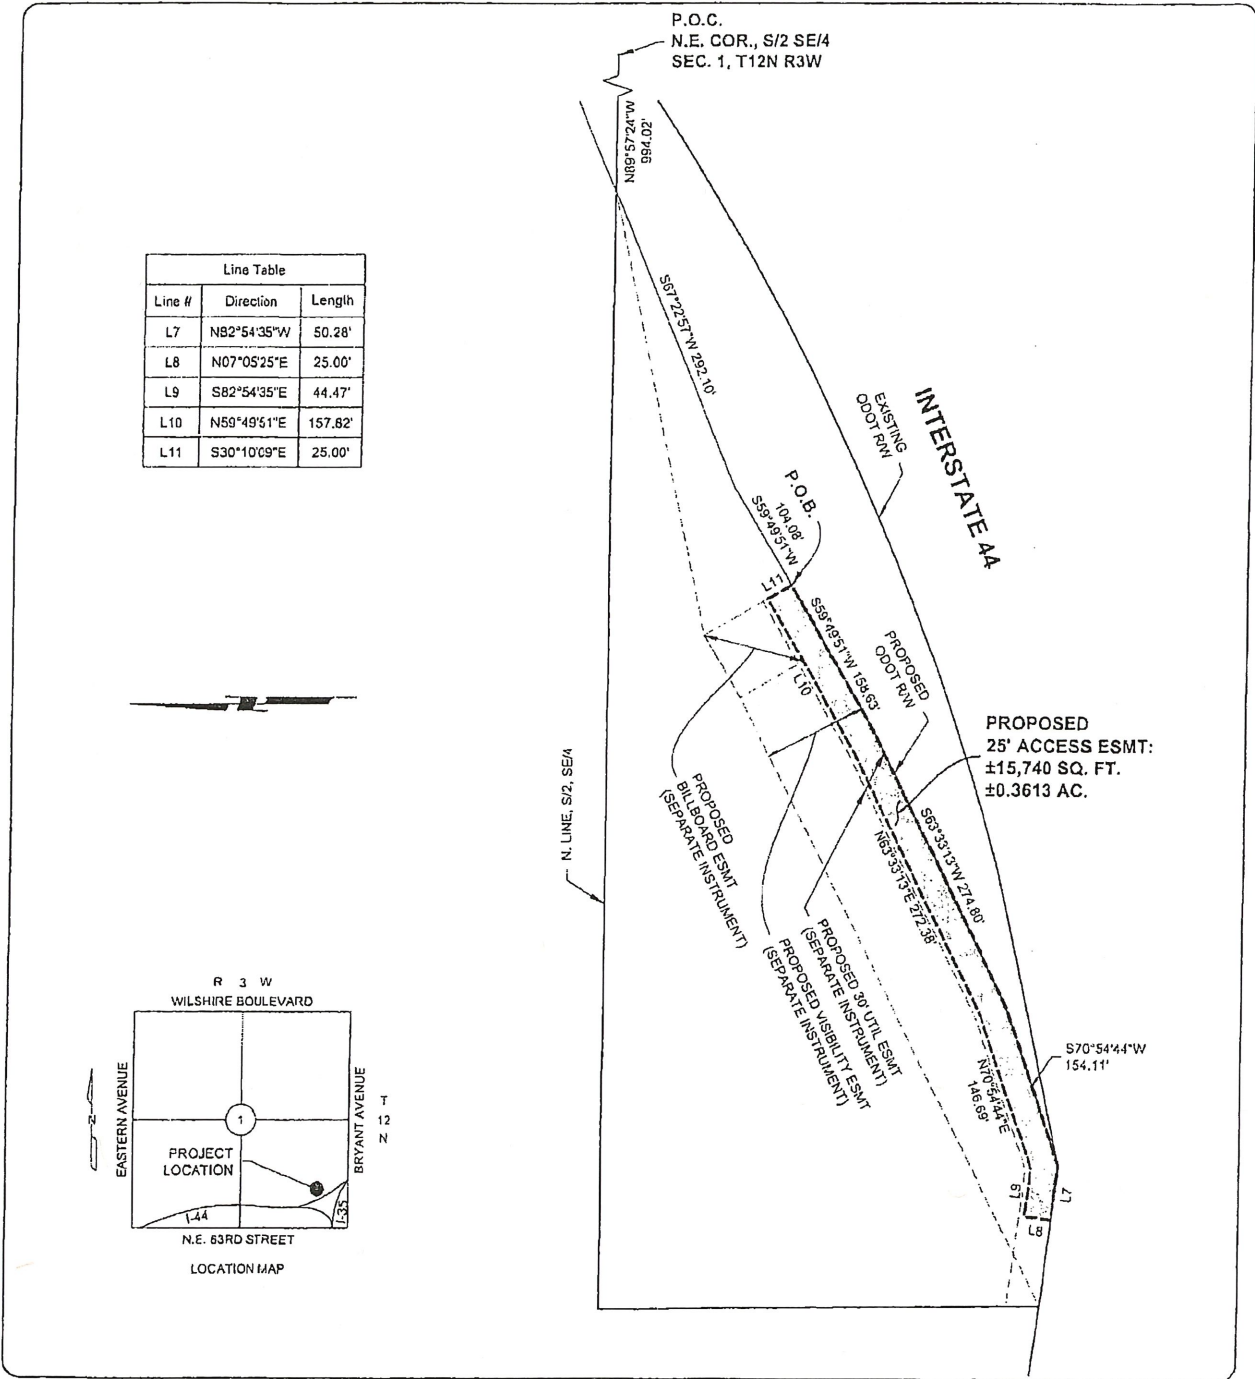 P.O.C.
N.E. COR., S/2 SE/4
SEC. 1, T12N R3W
N89°57'24"W
994.02'
Line Table
Line # Direction Length
L7 N82°54'35"W 50.28'
L8 N07°05'25"E 25.00'
L9 S82°54'35"E 44.47'
L10 N59°49'51"E 157.82'
L11 S30°10'09"E 25.00'
S67°22'57"W 292.10'
EXISTING
ODOT R/W
INTERSTATE 44
P.O.B.
104.08'
S59°49'51"W
L11
S59°49'51"W 158.63'
L10
PROPOSED
ODOT R/W
PROPOSED
25' ACCESS ESMT:
±15,740 SQ. FT.
±0.3613 AC.
PROPOSED
BILLBOARD ESMT
(SEPARATE INSTRUMENT)
N. LINE, S/2, SE/4
S63°33'13"W 274.80'
N63°33'13"E 272.38'
PROPOSED 30' UTIL ESMT
(SEPARATE INSTRUMENT)
PROPOSED VISIBILITY ESMT
(SEPARATE INSTRUMENT)
S70°54'44"W
154.11'
N70°54'44"E
146.69'
L9
L7
L8
R 3 W
WILSHIRE BOULEVARD
EASTERN AVENUE
BRYANT AVENUE
T
12
N
N
1
PROJECT
LOCATION
I-44
I-35
N.E. 63RD STREET
LOCATION MAP